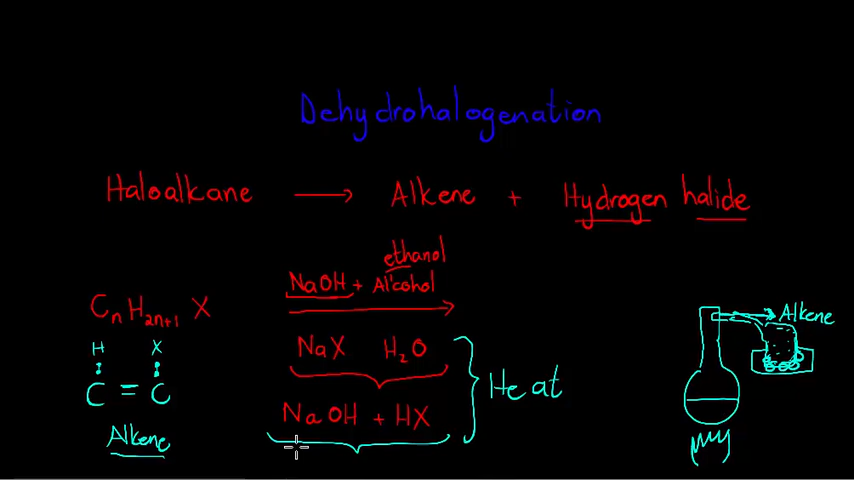 Dehydrohalogenation
Haloalkane → Alkene + Hydrogen halide
ethanol
NaOH + Alcohol
CnH2n+1 X
NaX H2O
H X
C = C
Alkene
NaOH + HX
Heat
Alkene